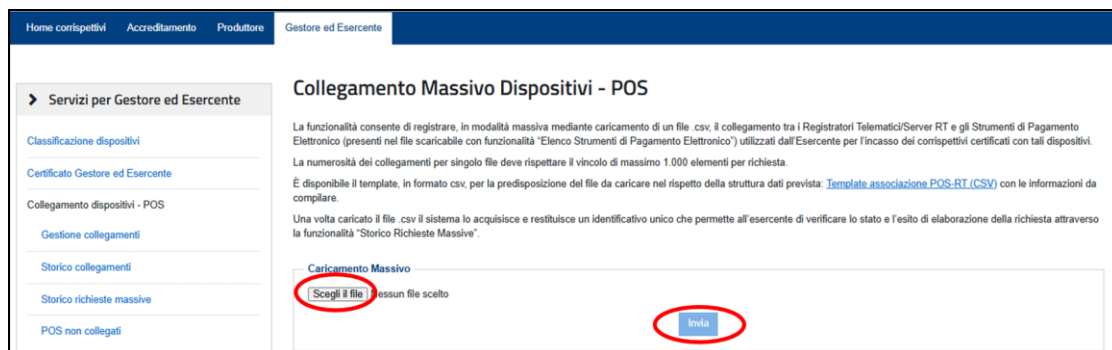 Home corrispettivi Accreditamento Produttore Gestore ed Esercente
Servizi per Gestore ed Esercente
Classificazione dispositivi
Certificato Gestore ed Esercente
Collegamento dispositivi - POS
Gestione collegamenti
Storico collegamenti
Storico richieste massive
POS non collegati
Collegamento Massivo Dispositivi - POS
La funzionalità consente di registrare, in modalità massiva mediante caricamento di un file .csv, il collegamento tra i Registratori Telematici/Server RT e gli Strumenti di Pagamento
Elettronico (presenti nel file scaricabile con funzionalità “Elenco Strumenti di Pagamento Elettronico”) utilizzati dall'Esercente per l'incasso dei corrispettivi certificati con tali dispositivi.
La numerosità dei collegamenti per singolo file deve rispettare il vincolo di massimo 1.000 elementi per richiesta.
È disponibile il template, in formato csv, per la predisposizione del file da caricare nel rispetto della struttura dati prevista: Template associazione POS-RT (CSV) con le informazioni da
compilare.
Una volta caricato il file .csv il sistema lo acquisisce e restituisce un identificativo unico che permette all'esercente di verificare lo stato e l'esito di elaborazione della richiesta attraverso
la funzionalità “Storico Richieste Massive”.
Caricamento Massivo
Scegli il file Nessun file scelto
Invia